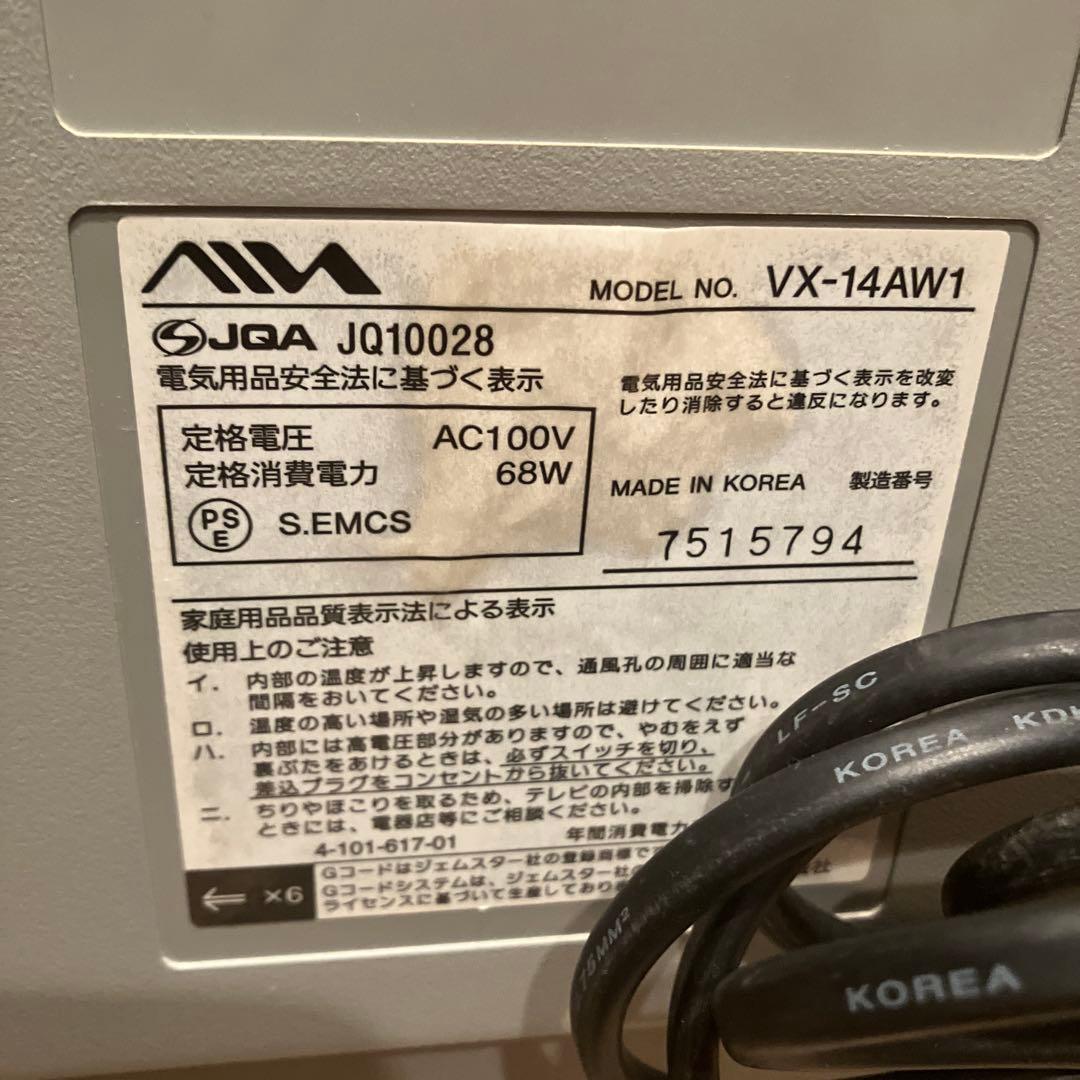 AIWA
MODEL NO. VX-14AW1
JQA JQ10028
電気用品安全法に基づく表示
電気用品安全法に基づく表示を改変
したり消除すると違反になります。
定格電圧 AC100V
定格消費電力 68W
PSE S.EMCS
MADE IN KOREA 製造番号
7515794
家庭用品品質表示法による表示
使用上のご注意
イ. 内部の温度が上昇しますので、通風孔の周囲に適当な
間隔をおいてください。
ロ. 温度の高い場所や湿気の多い場所は避けてください。
ハ. 内部には高電圧部分がありますので、やむをえず
裏ぶたをあけるときは、必ずスイッチを切り、
差込プラグをコンセントから抜いてください。
ニ. ちりやほこりを取るため、テレビの内部を掃除す
ときには、電器店等にご相談ください。
4-101-617-01 年間消費電力
Gコードはジェムスター社の登録商標で
Gコードシステムは、ジェムスター社の
ライセンスに基づいて生産しており
← ×6
会社
LF-SC
KOREA KD
75MM²
KOREA